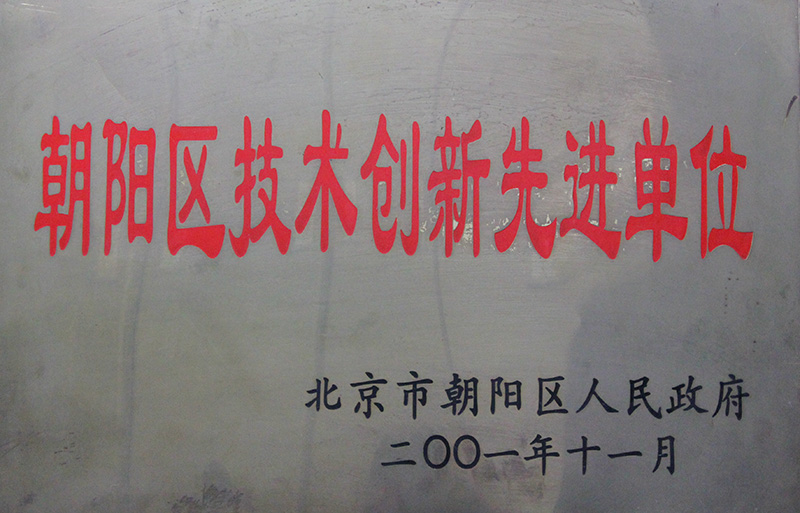 朝阳区技术创新先进单位
北京市朝阳区人民政府
二〇〇一年十一月